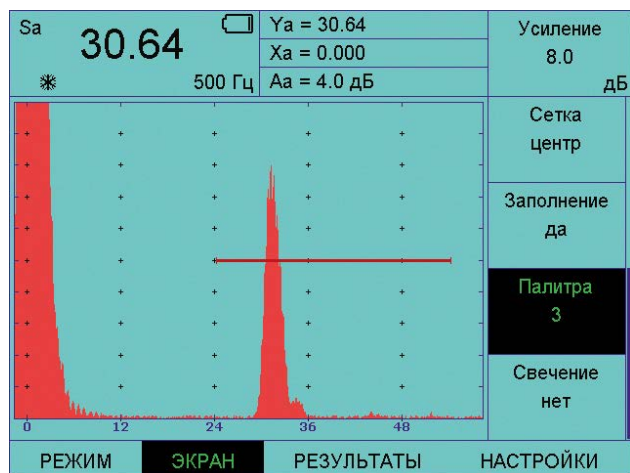 Sa
30.64
500 Гц
Ya = 30.64
Xa = 0.000
Aa = 4.0 дБ
Усиление
8.0
дБ
Сетка
центр
Заполнение
да
Палитра
3
Свечение
нет
0 12 24 36 48
РЕЖИМ ЭКРАН РЕЗУЛЬТАТЫ НАСТРОЙКИ